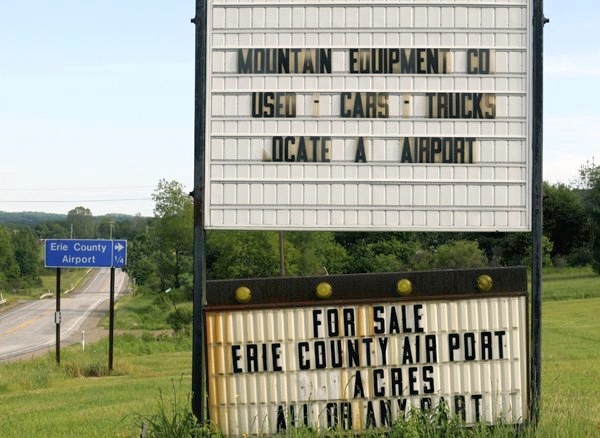 MOUNTAIN EQUIPMENT CO
USED - CARS - TRUCKS
LOCATE A AIRPORT
Erie County
Airport 1/4
FOR SALE
ERIE COUNTY AIR PORT
ACRES
ALL OR ANY PART